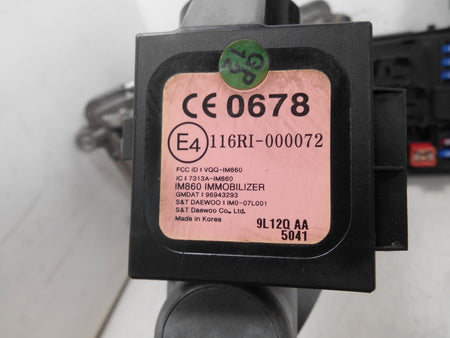 CE 0678
E4 116RI-000072
FCC ID : VQQ-IM860
IC : 7313A-IM860
IM860 IMMOBILIZER
GMDAT : 96943293
S&T DAEWOO : IM0-07L001
S&T Daewoo Co., Ltd.
Made in Korea
9L12Q AA
5041